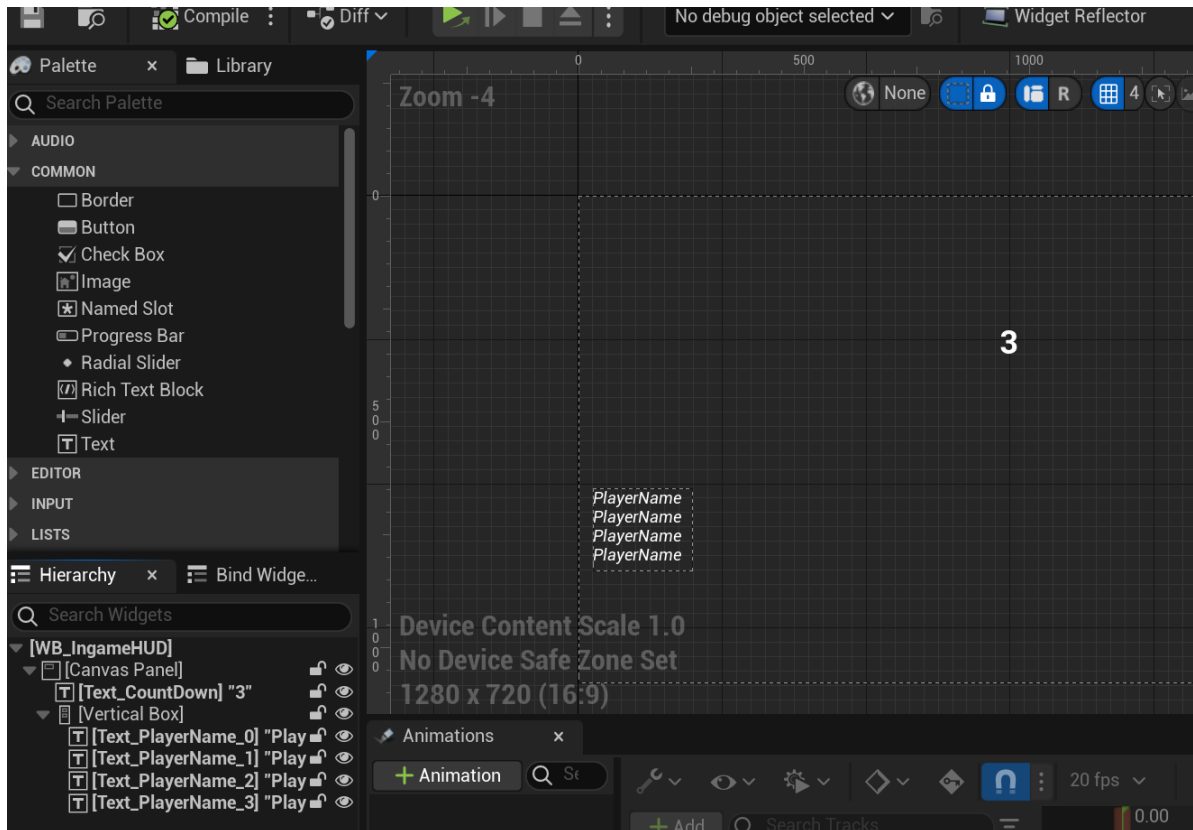 Compile
Diff
No debug object selected
Widget Reflector
Palette
Library
Search Palette
AUDIO
COMMON
Border
Button
Check Box
Image
Named Slot
Progress Bar
Radial Slider
Rich Text Block
Slider
Text
EDITOR
INPUT
LISTS
0
500
1000
Zoom -4
None
R
4
0
500
1000
3
PlayerName
PlayerName
PlayerName
PlayerName
Device Content Scale 1.0
No Device Safe Zone Set
1280 x 720 (16:9)
Hierarchy
Bind Widge...
Search Widgets
[WB_IngameHUD]
[Canvas Panel]
[Text_CountDown] "3"
[Vertical Box]
[Text_PlayerName_0] "Play
[Text_PlayerName_1] "Play
[Text_PlayerName_2] "Play
[Text_PlayerName_3] "Play
Animations
+ Animation
Se
20 fps
+ Add
Search Tracks
0.00